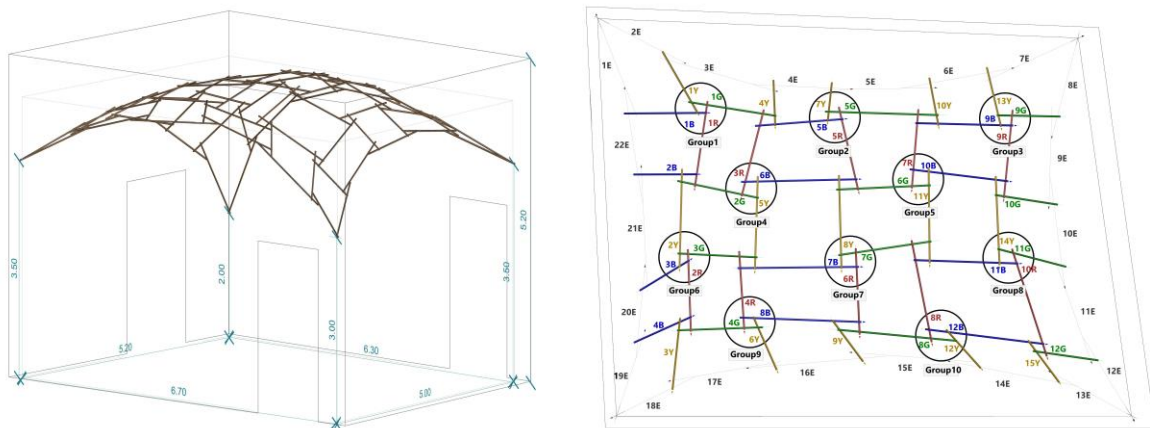 3.50
5.20
2.00
3.00
3.50
5.20
6.30
6.70
5.00
2E
1E
3E
4E
5E
6E
7E
8E
1Y
1G
4Y
7Y
5G
10Y
13Y
9G
1B
1R
5B
5R
9B
9R
Group1
Group2
Group3
22E
9E
2B
3R
6B
7R
10B
2G
5Y
6G
11Y
10G
Group4
Group5
21E
10E
2Y
3G
8Y
7G
14Y
11G
3B
2R
7B
6R
11B
10R
Group6
Group7
Group8
20E
11E
4R
8B
8R
12B
4B
4G
6Y
9Y
8G
12Y
12G
3Y
15Y
Group9
Group10
19E
17E
16E
15E
14E
12E
13E
18E